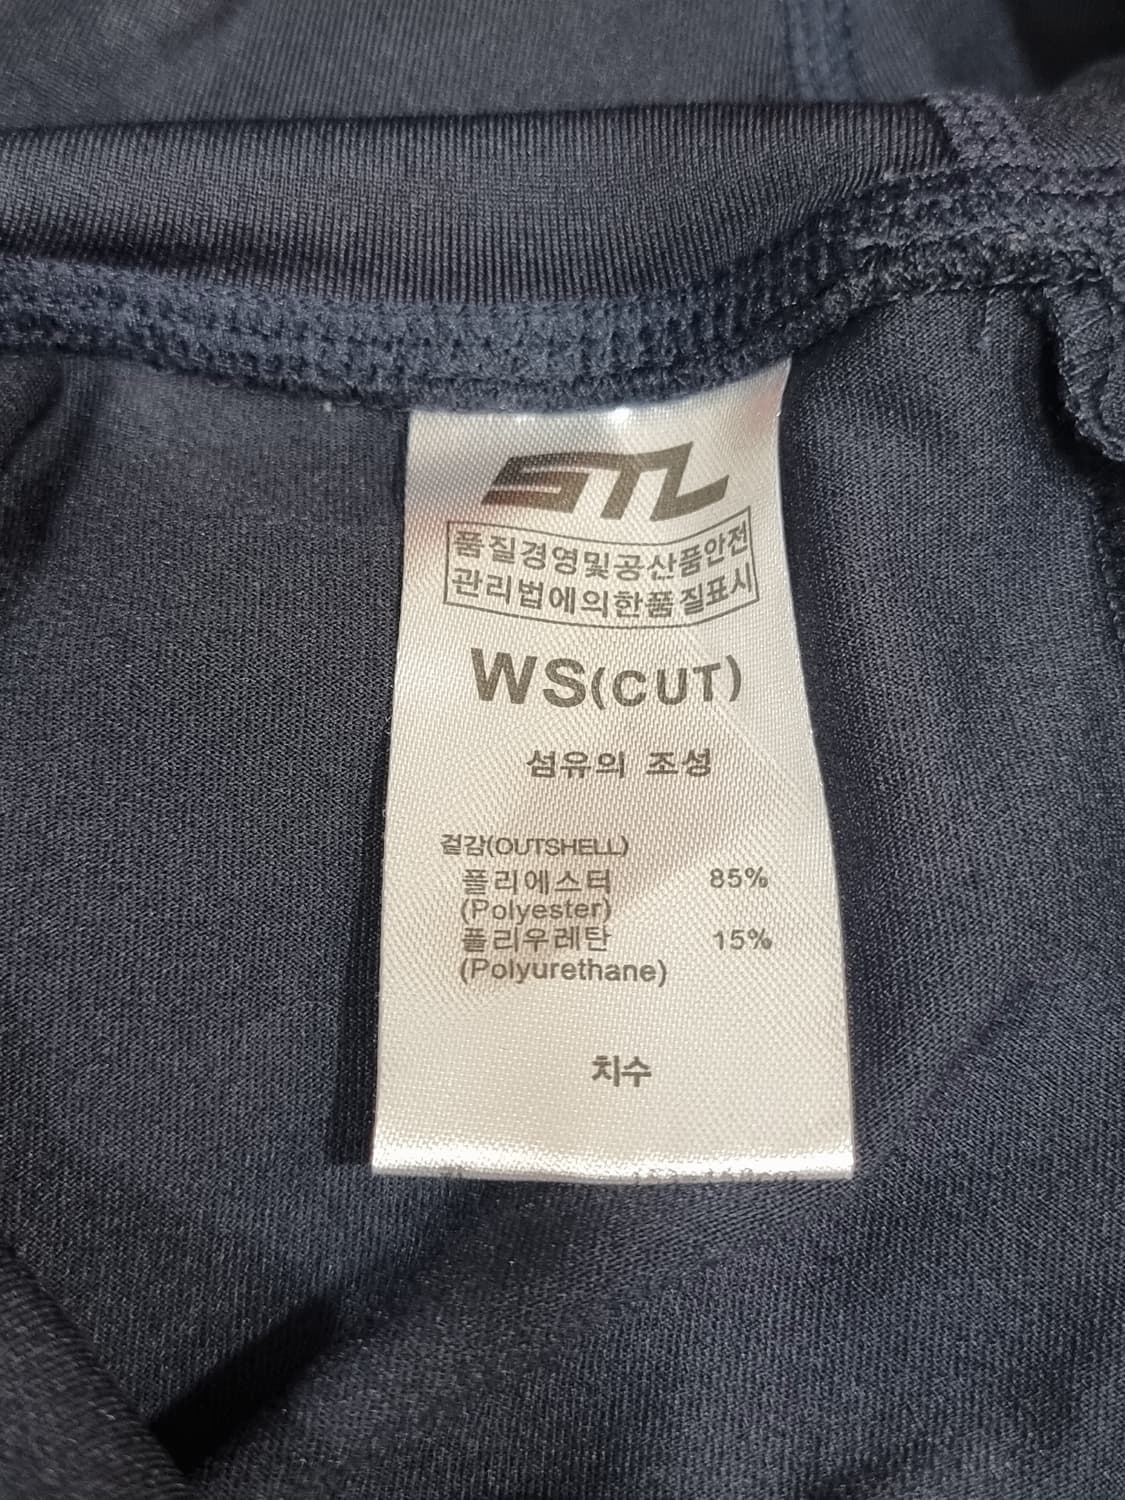 STL
품질경영및공산품안전
관리법에의한품질표시
WS(CUT)
섬유의 조성
겉감(OUTSHELL)
폴리에스터 85%
(Polyester)
폴리우레탄 15%
(Polyurethane)
치수